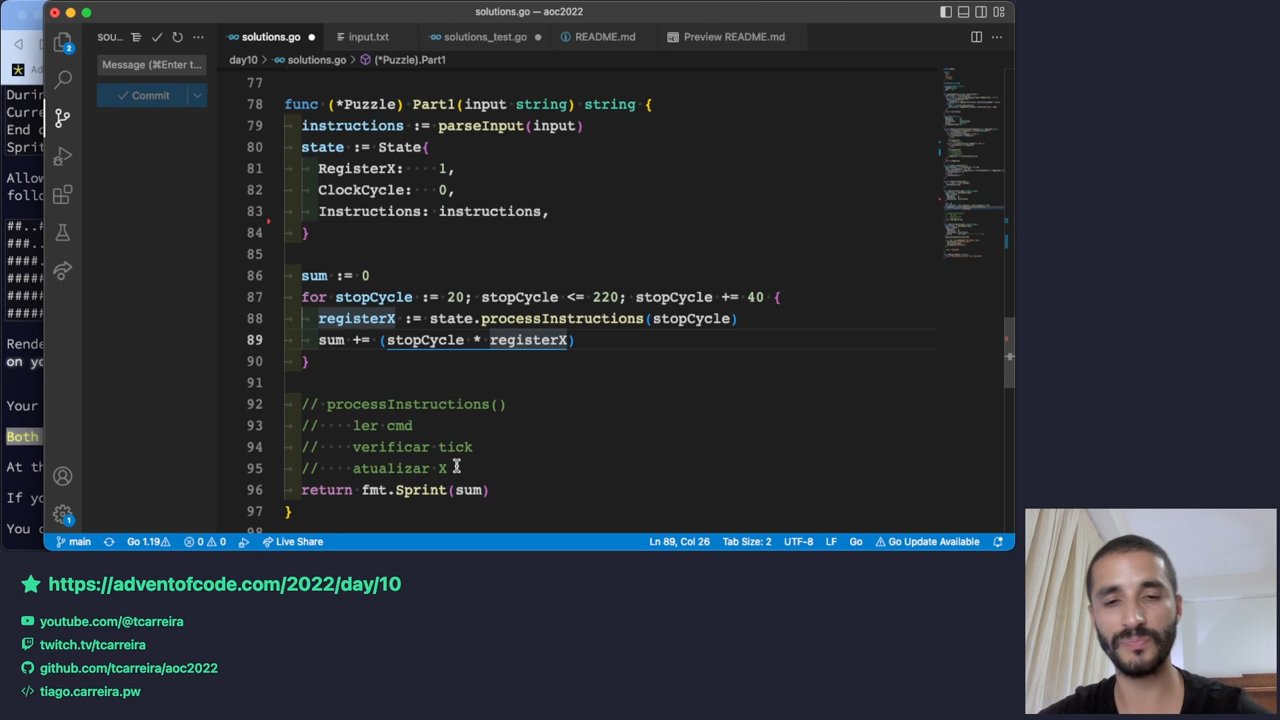 solutions.go — aoc2022
SOU...
solutions.go
input.txt
solutions_test.go
README.md
Preview README.md
Message (⌘Enter t...
Commit
day10 > solutions.go > (*Puzzle).Part1
77
78 func (*Puzzle) Part1(input string) string {
79 instructions := parseInput(input)
80 state := State{
81 RegisterX: 1,
82 ClockCycle: 0,
83 Instructions: instructions,
84 }
85
86 sum := 0
87 for stopCycle := 20; stopCycle <= 220; stopCycle += 40 {
88 registerX := state.processInstructions(stopCycle)
89 sum += (stopCycle * registerX)
90 }
91
92 // processInstructions()
93 // ···· ler cmd
94 // ···· verificar tick
95 // ···· atualizar X
96 return fmt.Sprint(sum)
97 }
98
2
1
Durin
Curre
End o
Sprit
Allow
follo
##..#
###..
####.
#####
#####
#####
Rende
on yo
Your
Both
At th
If yo
You c
main
Go 1.19
0
0
Live Share
Ln 89, Col 26
Tab Size: 2
UTF-8
LF
Go
Go Update Available
https://adventofcode.com/2022/day/10
youtube.com/@tcarreira
twitch.tv/tcarreira
github.com/tcarreira/aoc2022
</> tiago.carreira.pw